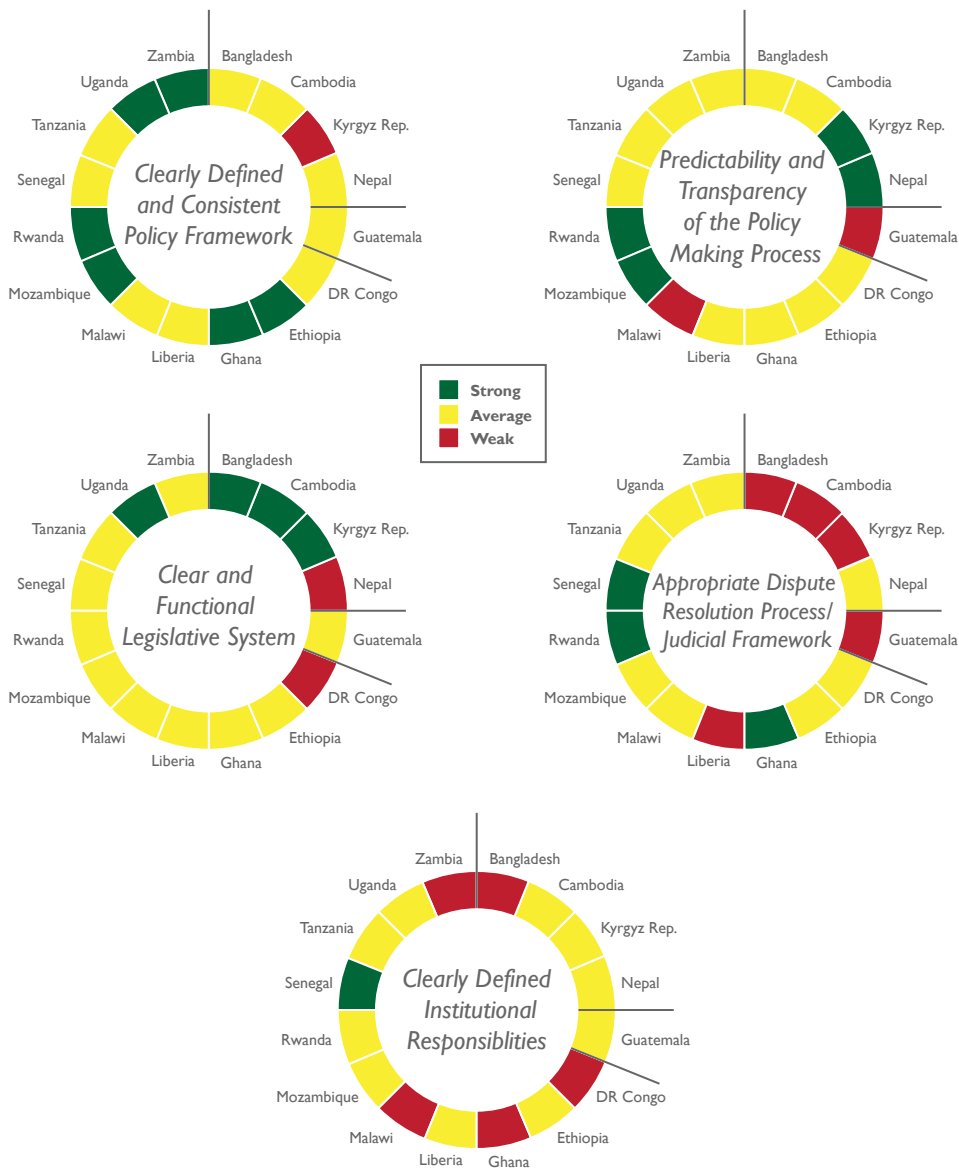 Zambia
Bangladesh
Uganda
Cambodia
Tanzania
Kyrgyz Rep.
Senegal
Nepal
Rwanda
Guatemala
Mozambique
DR Congo
Malawi
Ethiopia
Liberia
Ghana
Clearly Defined
and Consistent
Policy Framework
Zambia
Bangladesh
Uganda
Cambodia
Tanzania
Kyrgyz Rep.
Senegal
Nepal
Rwanda
Guatemala
Mozambique
DR Congo
Malawi
Ethiopia
Liberia
Ghana
Predictability and
Transparency
of the Policy
Making Process
Strong
Average
Weak
Zambia
Bangladesh
Uganda
Cambodia
Tanzania
Kyrgyz Rep.
Senegal
Nepal
Rwanda
Guatemala
Mozambique
DR Congo
Malawi
Ethiopia
Liberia
Ghana
Clear and
Functional
Legislative System
Zambia
Bangladesh
Uganda
Cambodia
Tanzania
Kyrgyz Rep.
Senegal
Nepal
Rwanda
Guatemala
Mozambique
DR Congo
Malawi
Ethiopia
Liberia
Ghana
Appropriate Dispute
Resolution Process/
Judicial Framework
Zambia
Bangladesh
Uganda
Cambodia
Tanzania
Kyrgyz Rep.
Senegal
Nepal
Rwanda
Guatemala
Mozambique
DR Congo
Malawi
Ethiopia
Liberia
Ghana
Clearly Defined
Institutional
Responsiblities